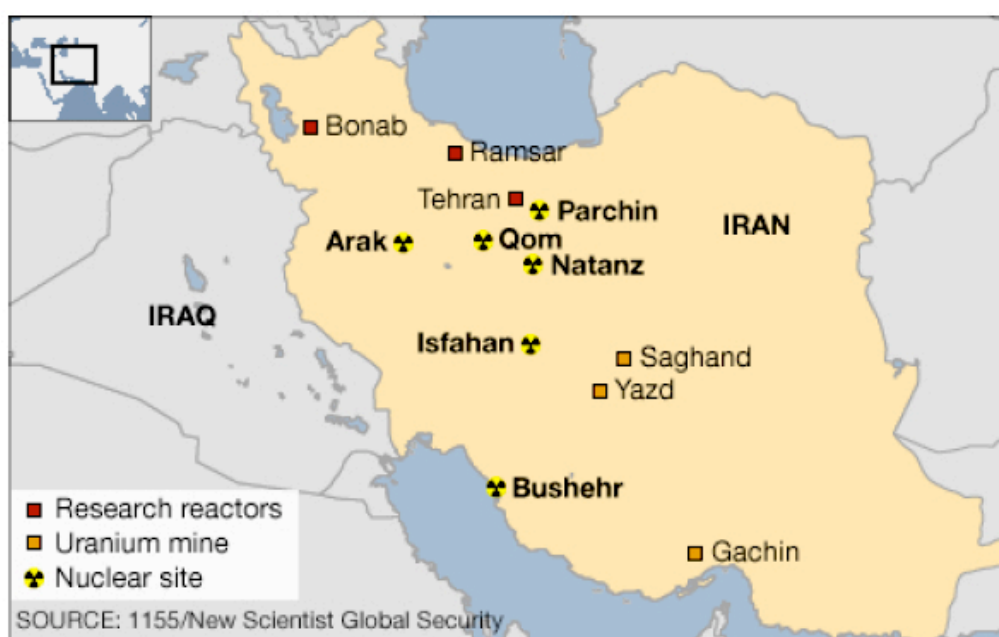 Bonab
Ramsar
Tehran
Parchin
IRAN
Arak
Qom
Natanz
IRAQ
Isfahan
Saghand
Yazd
Bushehr
Gachin
Research reactors
Uranium mine
Nuclear site
SOURCE: 1155/New Scientist Global Security